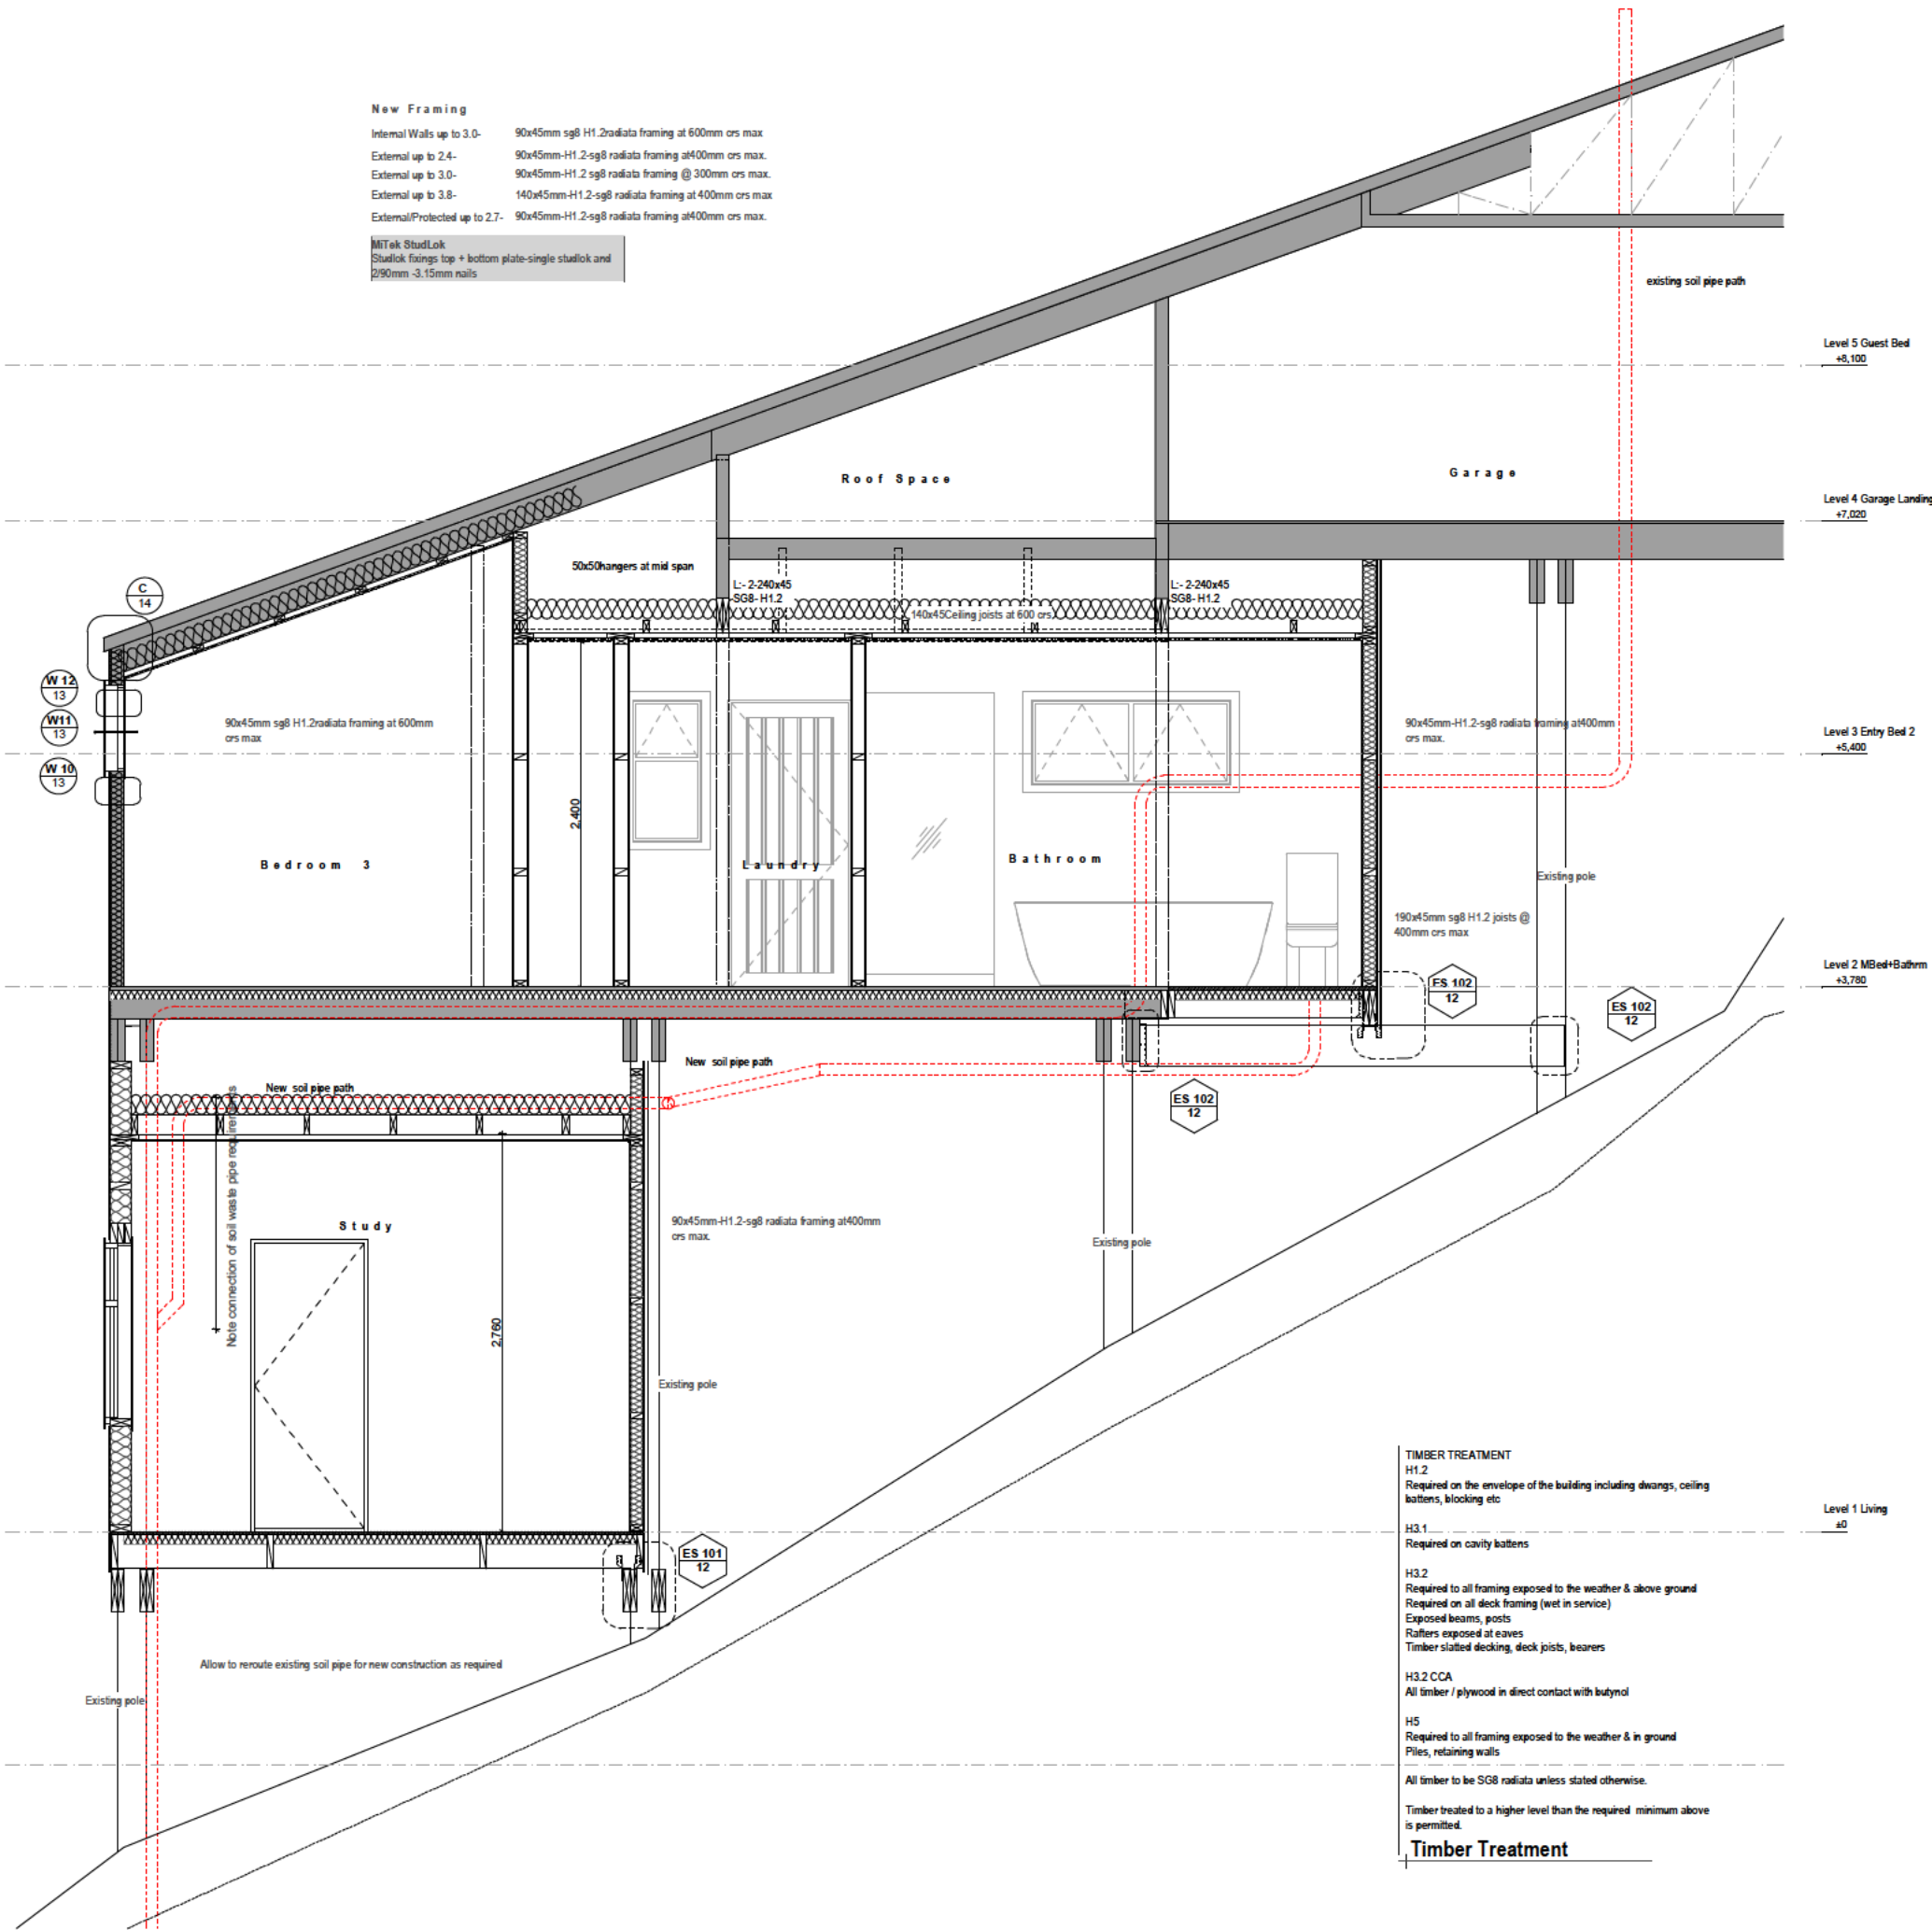 New Framing
Internal Walls up to 3.0- 90x45mm sg8 H1.2radiata framing at 600mm crs max
External up to 2.4- 90x45mm-H1.2-sg8 radiata framing at400mm crs max.
External up to 3.0- 90x45mm-H1.2 sg8 radiata framing @ 300mm crs max.
External up to 3.8- 140x45mm-H1.2-sg8 radiata framing at 400mm crs max
External/Protected up to 2.7- 90x45mm-H1.2-sg8 radiata framing at400mm crs max.
MiTek StudLok
Studlok fixings top + bottom plate-single studlok and
2/90mm -3.15mm nails
existing soil pipe path
Level 5 Guest Bed
+8,100
Roof Space
Garage
Level 4 Garage Landing
+7,020
50x50hangers at mid span
L:- 2-240x45
SG8- H1.2
L:- 2-240x45
SG8- H1.2
140x45Ceiling joists at 600 crs
C
14
W 12
13
W11
13
W 10
13
90x45mm sg8 H1.2radiata framing at 600mm
crs max
90x45mm-H1.2-sg8 radiata framing at400mm
crs max.
Level 3 Entry Bed 2
+5,400
2,400
Bedroom 3
Laundry
Bathroom
Existing pole
190x45mm sg8 H1.2 joists @
400mm crs max
Level 2 MBed+Bathrm
+3,780
ES 102
12
ES 102
12
New soil pipe path
New soil pipe path
ES 102
12
Note connection of soil waste pipe requirements
Study
90x45mm-H1.2-sg8 radiata framing at400mm
crs max.
Existing pole
2,760
Existing pole
Level 1 Living
±0
ES 101
12
Allow to reroute existing soil pipe for new construction as required
Existing pole
TIMBER TREATMENT
H1.2
Required on the envelope of the building including dwangs, ceiling
battens, blocking etc
H3.1
Required on cavity battens
H3.2
Required to all framing exposed to the weather & above ground
Required on all deck framing (wet in service)
Exposed beams, posts
Rafters exposed at eaves
Timber slatted decking, deck joists, bearers
H3.2 CCA
All timber / plywood in direct contact with butynol
H5
Required to all framing exposed to the weather & in ground
Piles, retaining walls
All timber to be SG8 radiata unless stated otherwise.
Timber treated to a higher level than the required minimum above
is permitted.
Timber Treatment